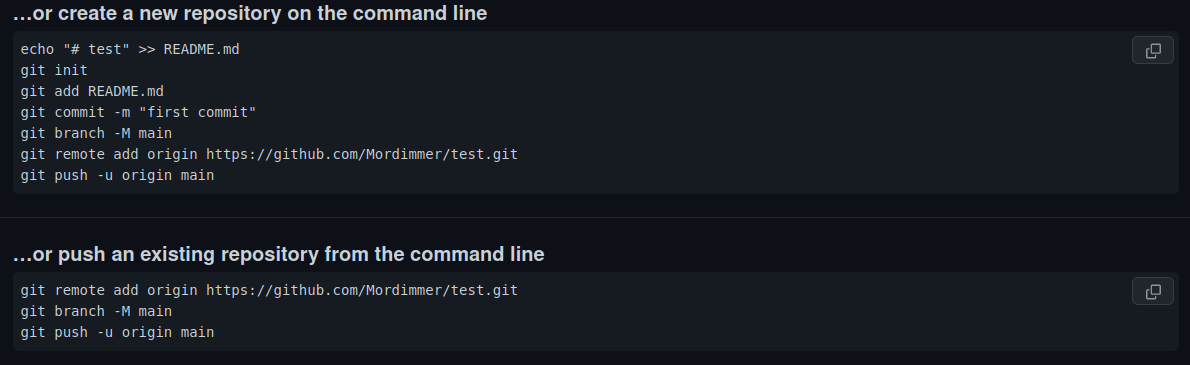 ...or create a new repository on the command line
echo "# test" >> README.md
git init
git add README.md
git commit -m "first commit"
git branch -M main
git remote add origin https://github.com/Mordimmer/test.git
git push -u origin main
...or push an existing repository from the command line
git remote add origin https://github.com/Mordimmer/test.git
git branch -M main
git push -u origin main